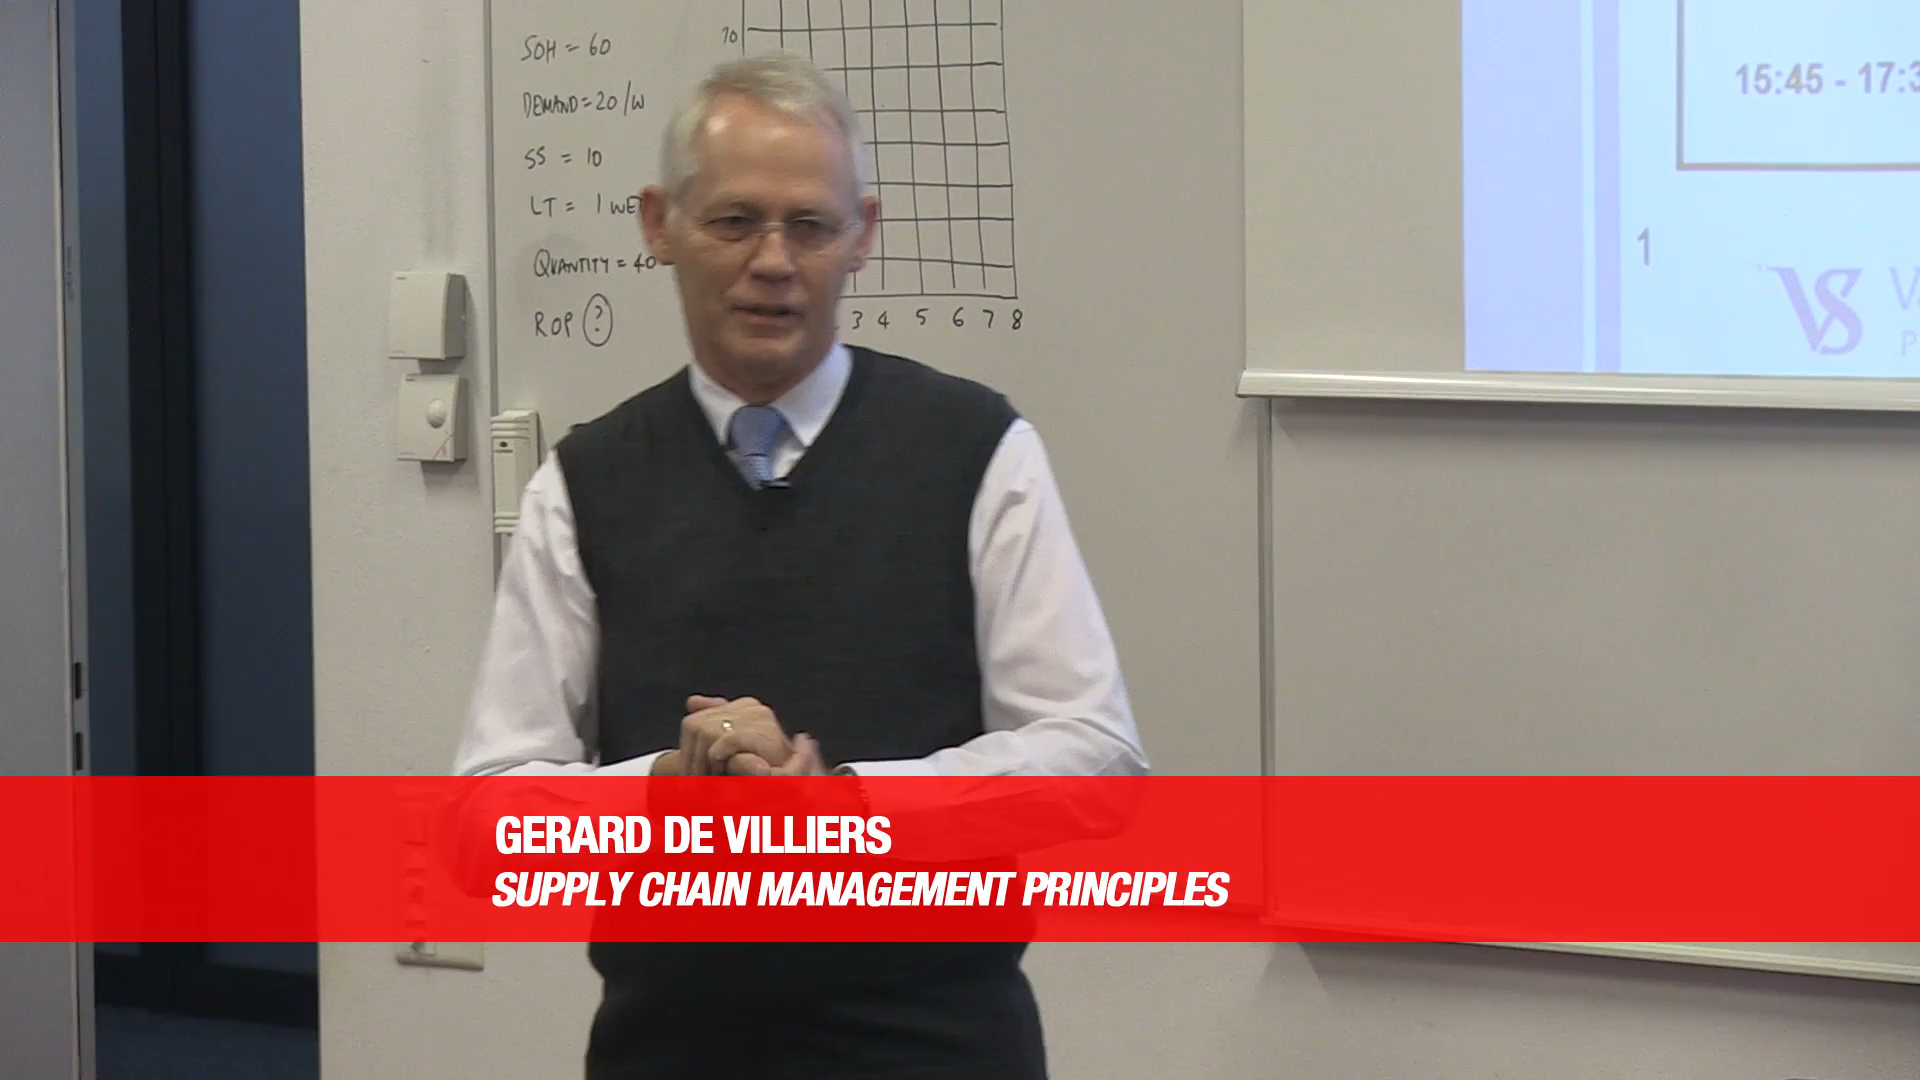 SOH = 60
DEMAND = 20/W
SS = 10
LT = 1 WE
QUANTITY = 40
ROP ?
70
3 4 5 6 7 8
15:45 - 17:3
1
VS
GERARD DE VILLIERS
SUPPLY CHAIN MANAGEMENT PRINCIPLES